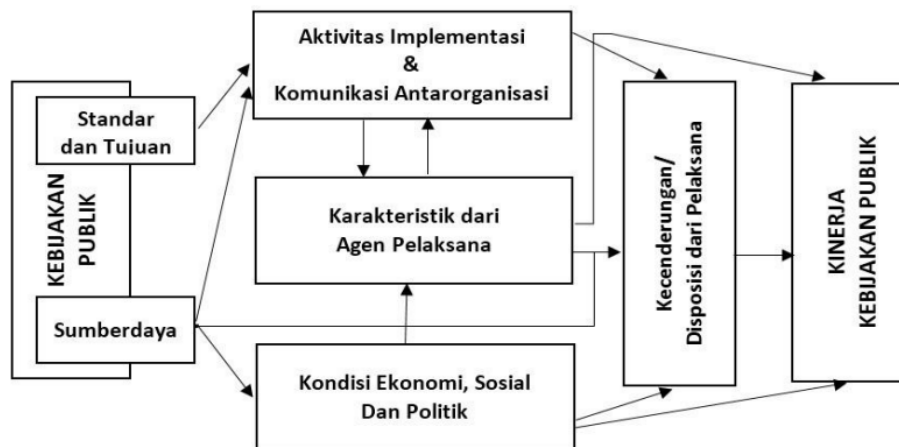 KEBIJAKAN
PUBLIK
Standar
dan Tujuan
Sumberdaya
Aktivitas Implementasi
&
Komunikasi Antarorganisasi
Karakteristik dari
Agen Pelaksana
Kondisi Ekonomi, Sosial
Dan Politik
Kecenderungan/
Disposisi dari Pelaksana
KINERJA
KEBIJAKAN PUBLIK